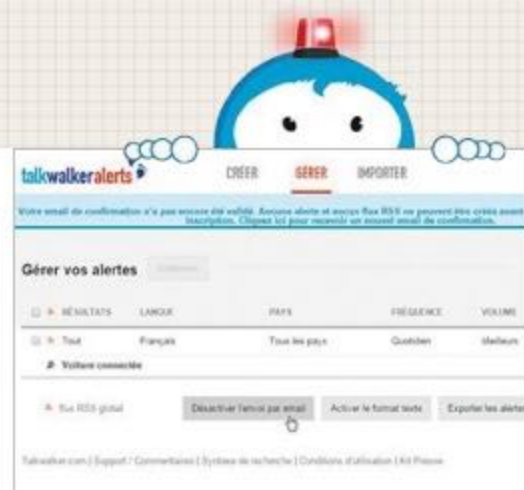 talkwalkeralerts
CRÉER GÉRER IMPORTER
Votre email de confirmation n'a pas encore été validé. Aucune alerte et aucun flux RSS ne peuvent être créés avant
inscription. Cliquez ici pour recevoir un nouvel email de confirmation.
Gérer vos alertes
RÉSULTATS LANGUE PAYS FRÉQUENCE VOLUME
Tout Français Tous les pays Quotidien Meilleurs
Voiture connectée
flux RSS global Désactiver l'envoi par email Activer le format texte Exporter les alertes
Talkwalker.com | Support / Commentaires | Système de recherche | Conditions d'utilisation | Kit Presse